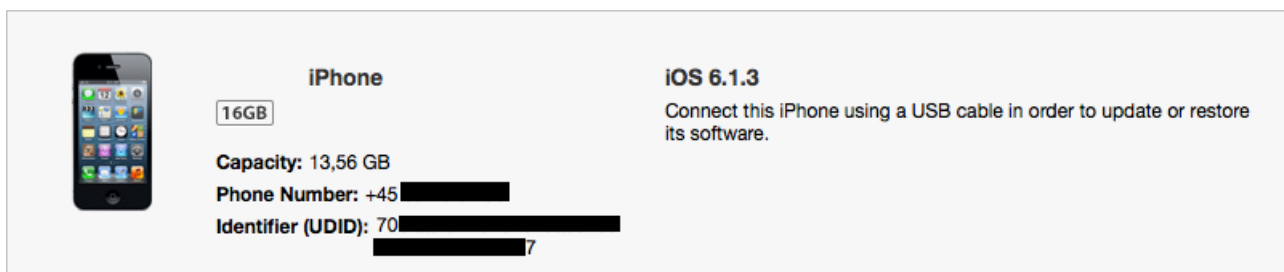 iPhone
16GB
Capacity: 13,56 GB
Phone Number: +45
Identifier (UDID): 70
7
iOS 6.1.3
Connect this iPhone using a USB cable in order to update or restore
its software.